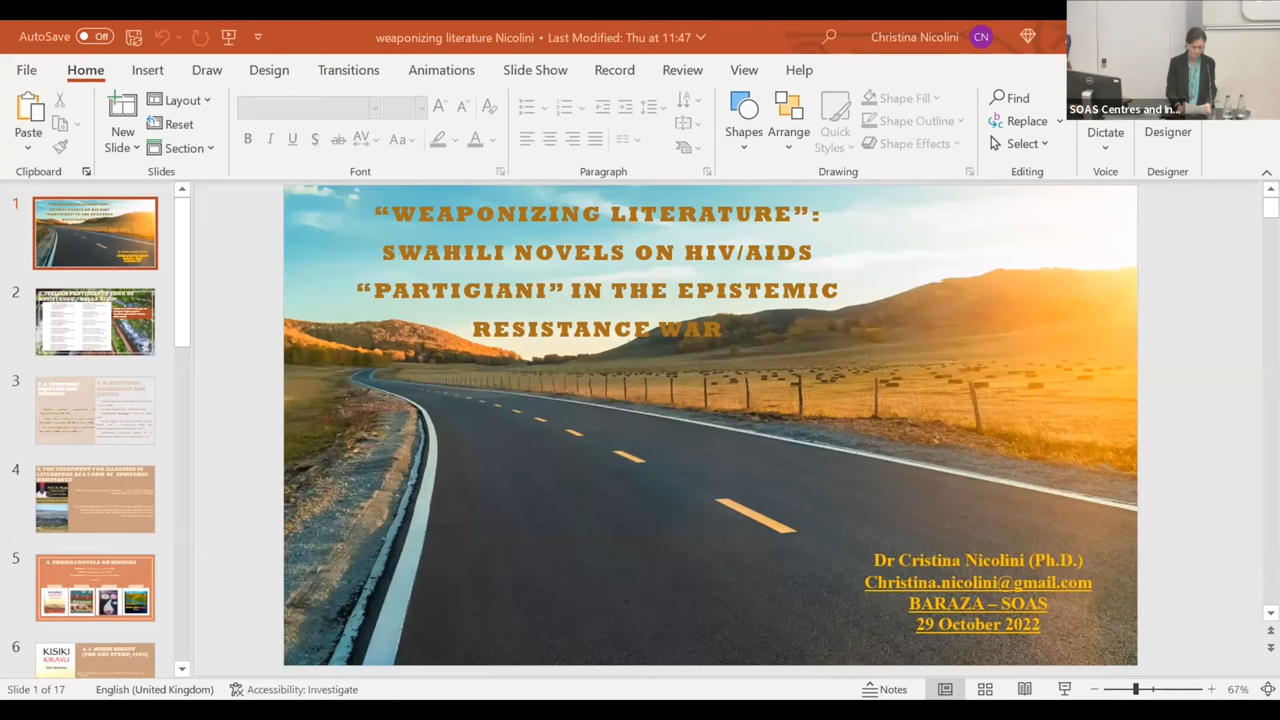 AutoSave Off
weaponizing literature Nicolini • Last Modified: Thu at 11:47
Christina Nicolini CN
SOAS Centres and In...
File Home Insert Draw Design Transitions Animations Slide Show Record Review View Help
Paste
Clipboard
New
Slide
Layout
Reset
Section
Slides
B I U S ab AV Aa A
Font
Paragraph
Shapes
Arrange
Quick
Styles
Shape Fill
Shape Outline
Shape Effects
Drawing
Find
Replace
Select
Editing
Dictate
Voice
Designer
Designer
1
2
3
4
5
6
KISIKI
KIKAVU
“WEAPONIZING LITERATURE”:
SWAHILI NOVELS ON HIV/AIDS
“PARTIGIANI” IN THE EPISTEMIC
RESISTANCE WAR
Dr Cristina Nicolini (Ph.D.)
Christina.nicolini@gmail.com
BARAZA – SOAS
29 October 2022
Slide 1 of 17
English (United Kingdom)
Accessibility: Investigate
Notes
67%